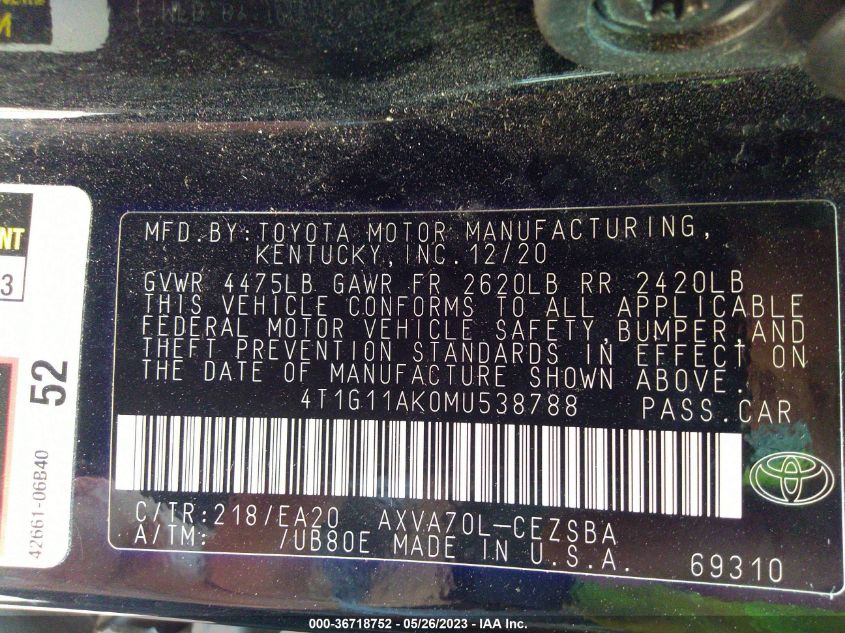 MFD.BY:TOYOTA MOTOR MANUFACTURING,
KENTUCKY, INC. 12/20
GVWR 4475LB GAWR FR 2620LB RR 2420LB
THIS VEHICLE CONFORMS TO ALL APPLICABLE
FEDERAL MOTOR VEHICLE SAFETY, BUMPER, AND
THEFT PREVENTION STANDARDS IN EFFECT ON
THE DATE OF MANUFACTURE SHOWN ABOVE.
4T1G11AK0MU538788 PASS.CAR
C/TR:218/EA20 AXVA70L-CEZSBA
A/TM: /UB80E MADE IN U.S.A. 69310
NT
3
52
42661-06B40
000-36718752 - 05/26/2023 - IAA Inc.